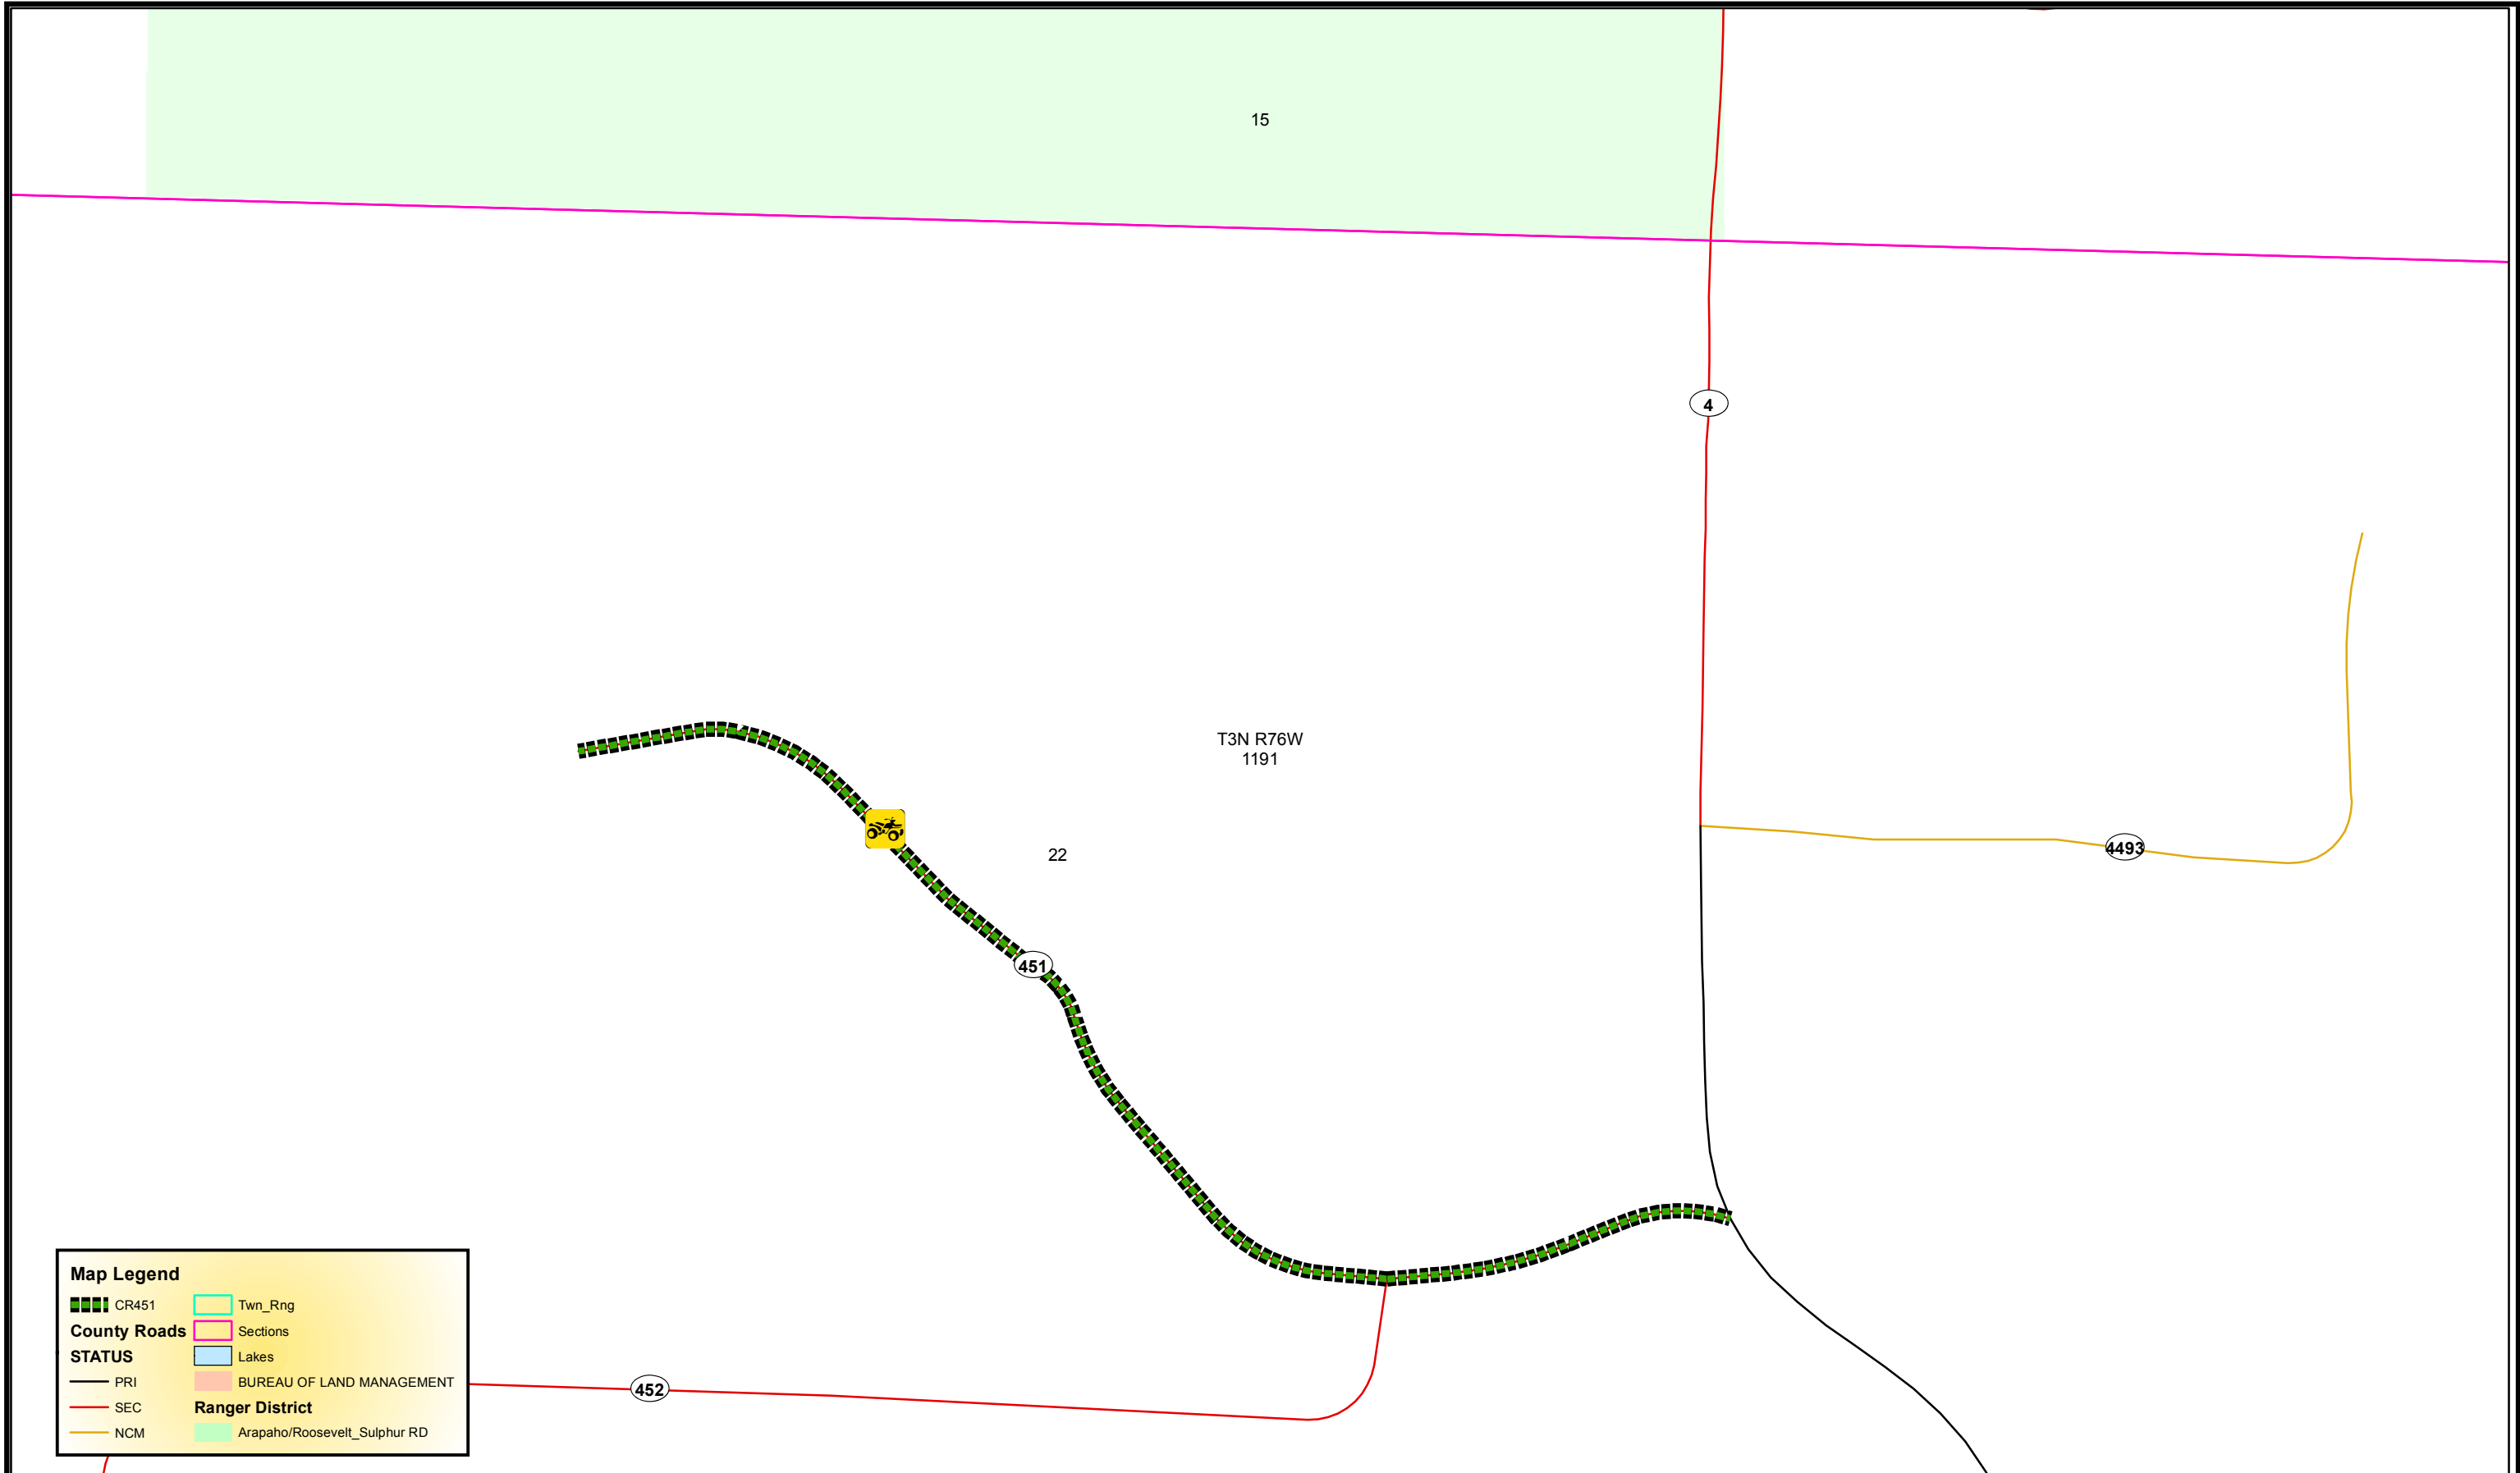 15
4
T3N R76W
1191
4493
22
451
452
Map Legend
CR451
County Roads
STATUS
PRI
SEC
NCM
Twn_Rng
Sections
Lakes
BUREAU OF LAND MANAGEMENT
Ranger District
Arapaho/Roosevelt_Sulphur RD